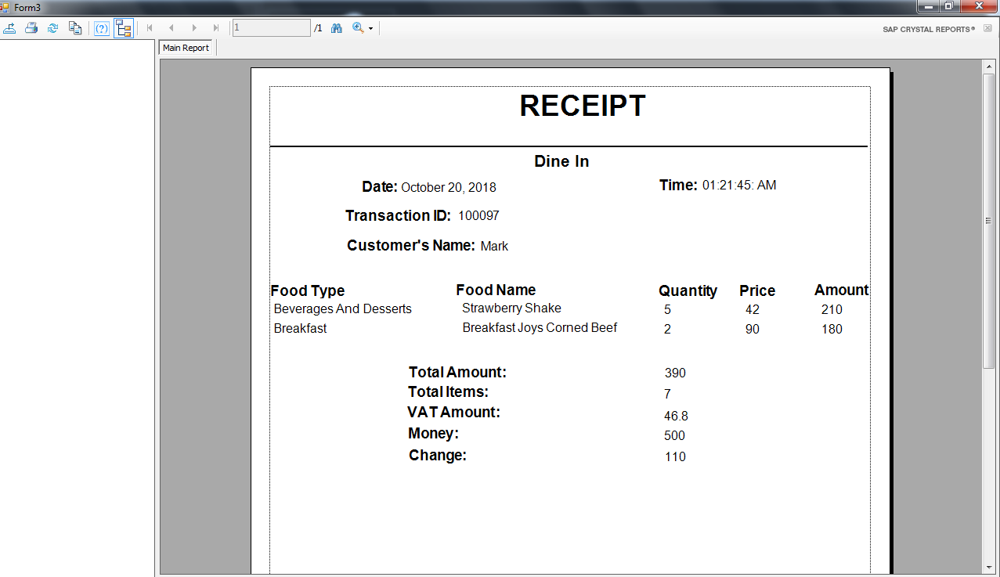 Form3
1 /1
SAP CRYSTAL REPORTS®
Main Report
RECEIPT
Dine In
Date: October 20, 2018 Time: 01:21:45: AM
Transaction ID: 100097
Customer's Name: Mark
Food Type Food Name Quantity Price Amount
Beverages And Desserts Strawberry Shake 5 42 210
Breakfast Breakfast Joys Corned Beef 2 90 180
Total Amount: 390
Total Items: 7
VAT Amount: 46.8
Money: 500
Change: 110